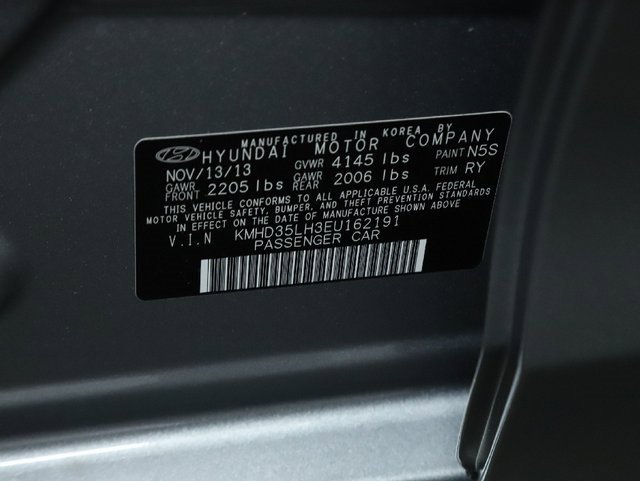 MANUFACTURED IN KOREA BY
HYUNDAI MOTOR COMPANY
NOV/13/13 GVWR 4145 lbs PAINT N5S
GAWR FRONT 2205 lbs GAWR REAR 2006 lbs TRIM RY
THIS VEHICLE CONFORMS TO ALL APPLICABLE U.S.A. FEDERAL
MOTOR VEHICLE SAFETY, BUMPER, AND THEFT PREVENTION STANDARDS
IN EFFECT ON THE DATE OF MANUFACTURE SHOWN ABOVE.
V.I.N KMHD35LH3EU162191
PASSENGER CAR